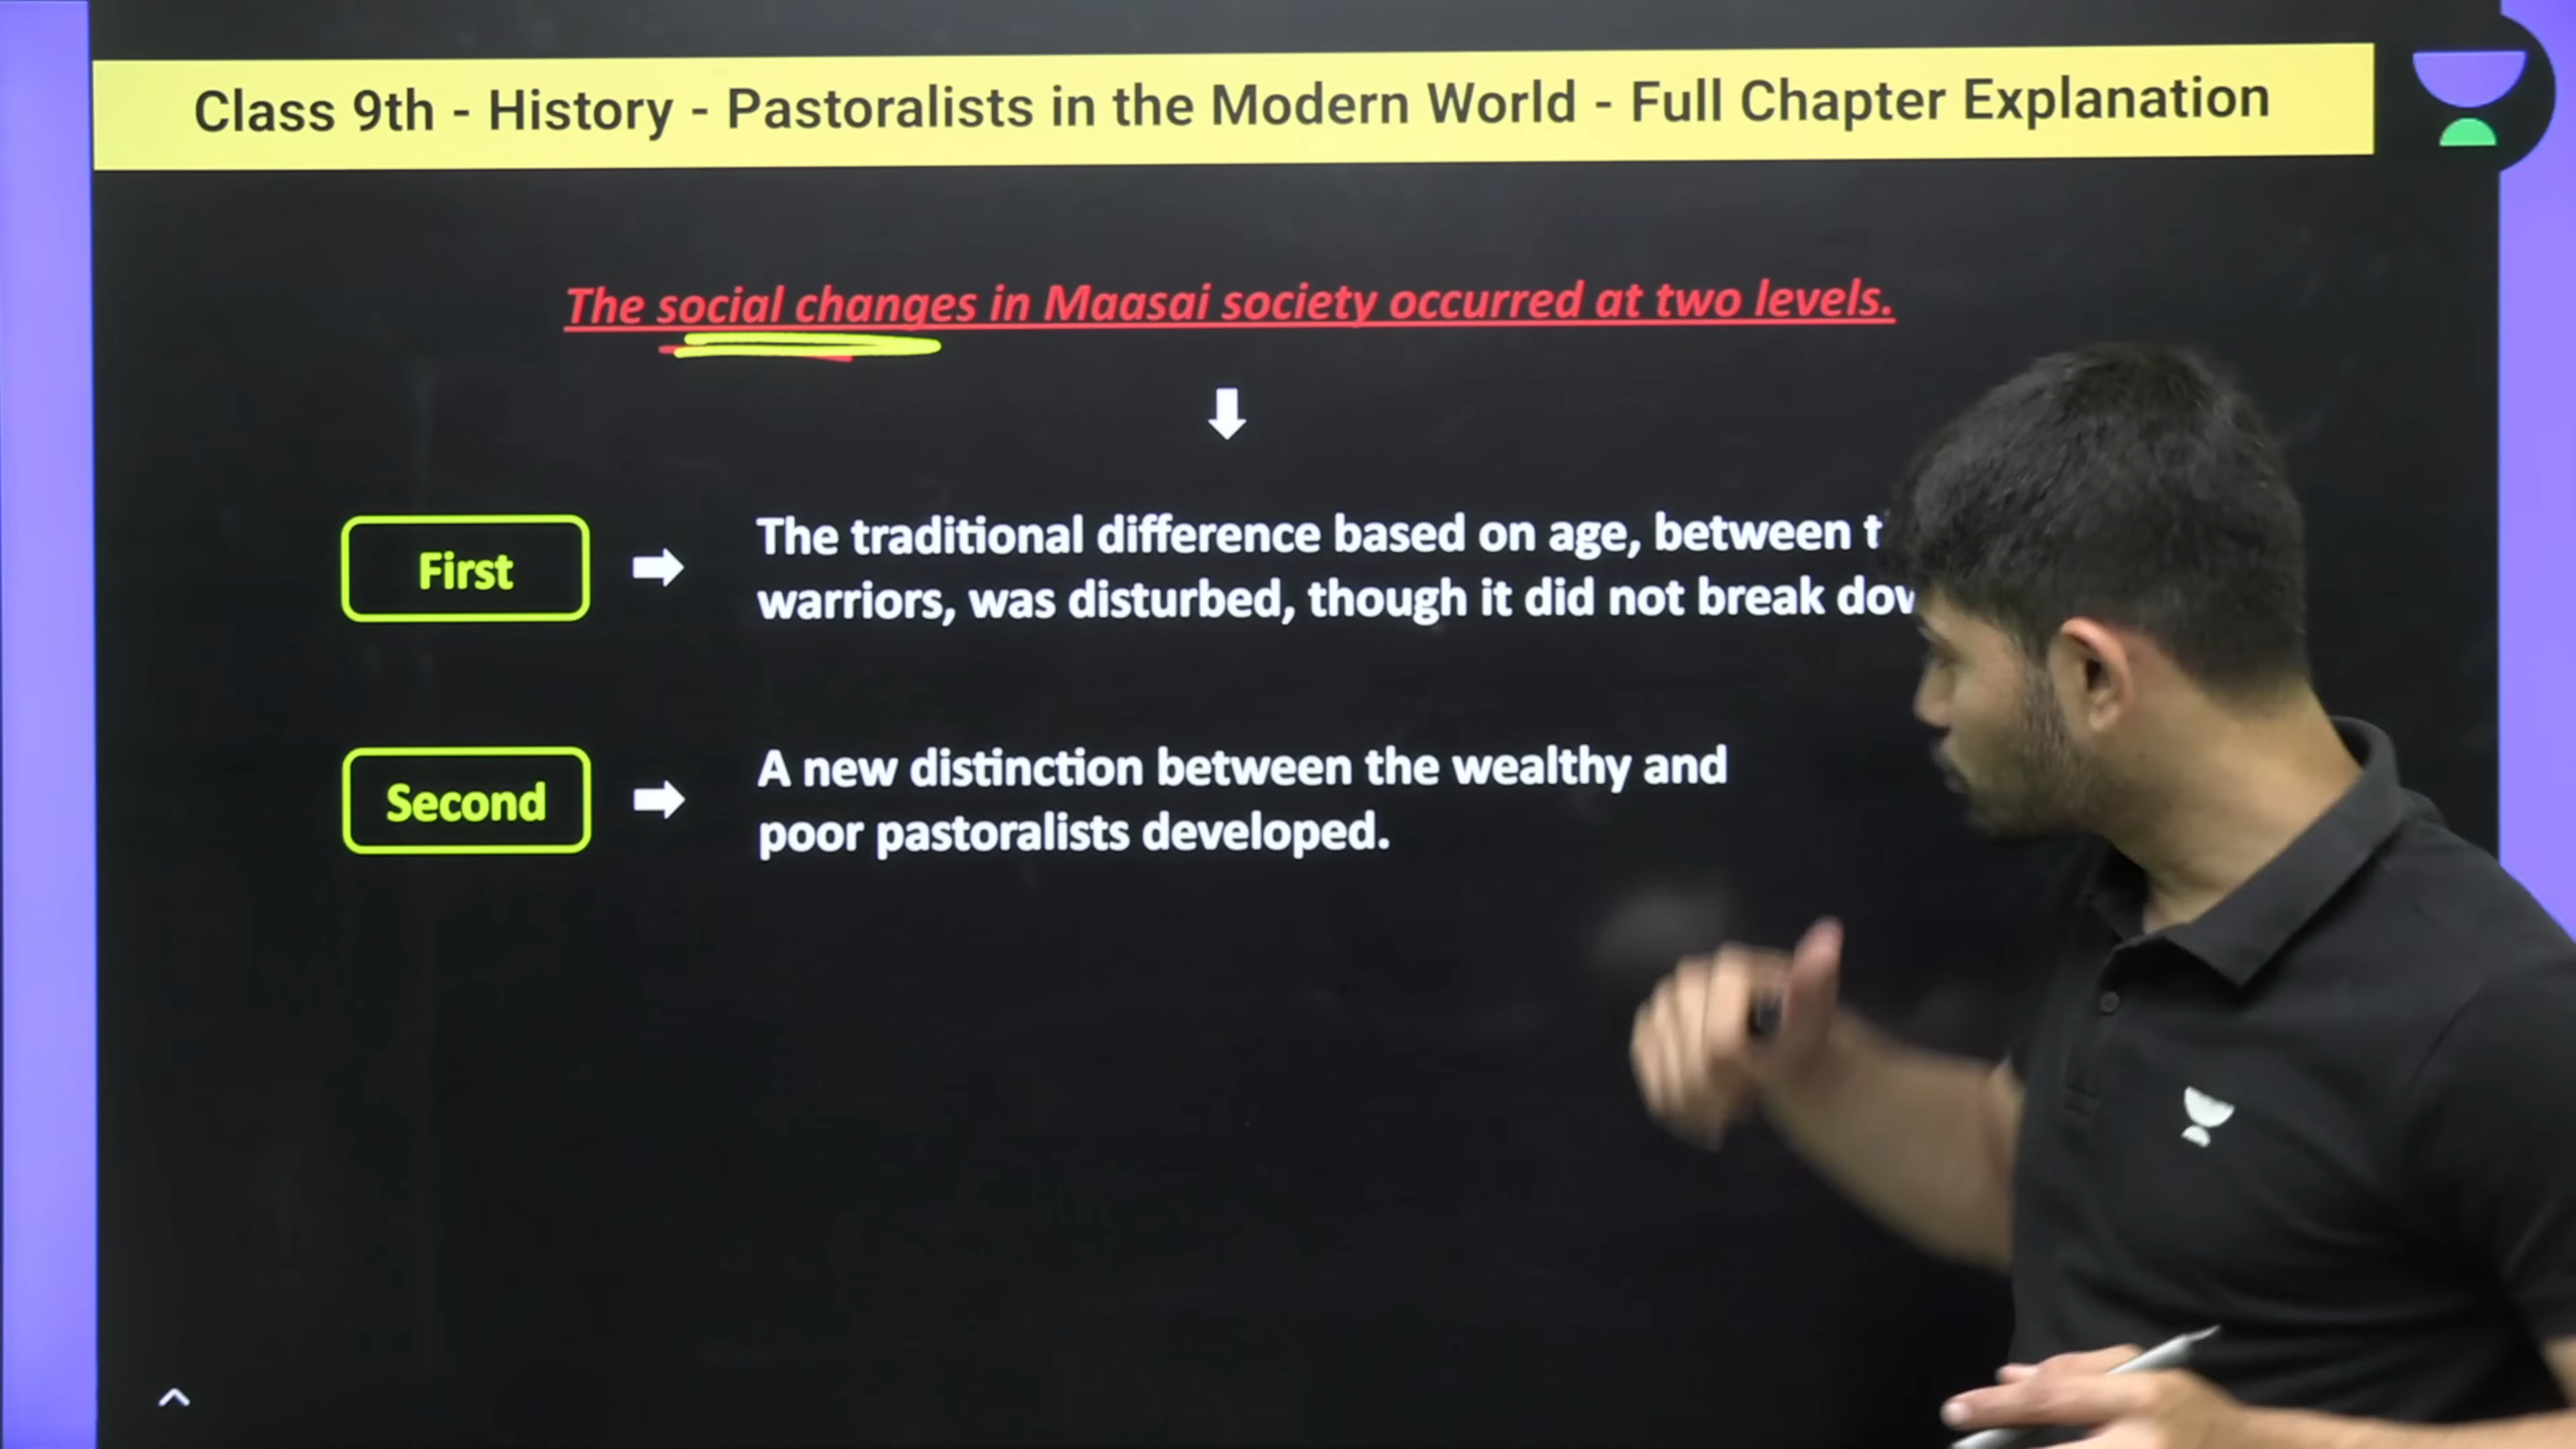 Class 9th - History - Pastoralists in the Modern World - Full Chapter Explanation
The social changes in Maasai society occurred at two levels.
First
The traditional difference based on age, between
warriors, was disturbed, though it did not break
Second
A new distinction between the wealthy and
poor pastoralists developed.